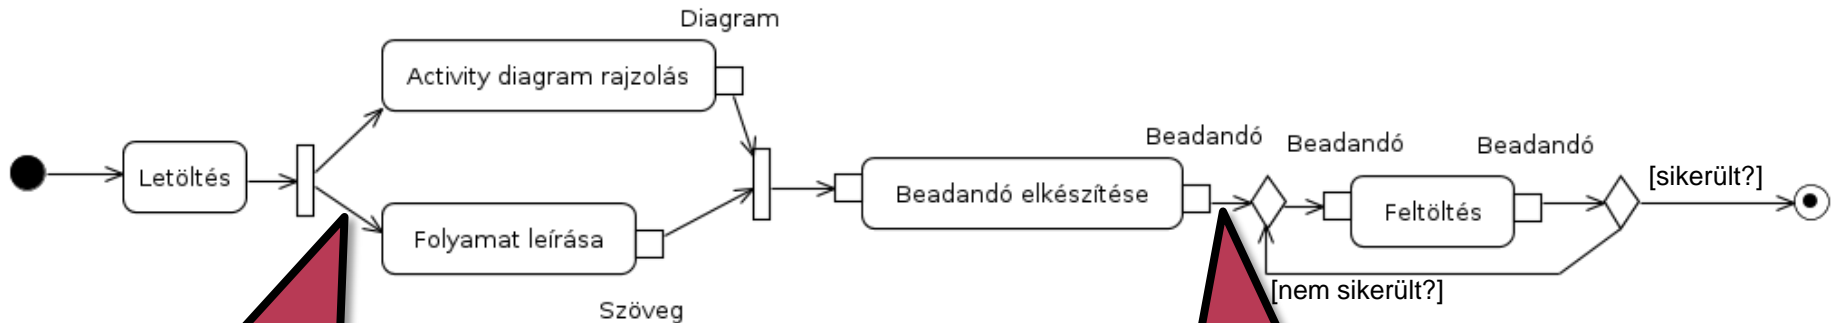 Diagram
Activity diagram rajzolás
Letöltés
Folyamat leírása
Szöveg
Beadandó elkészítése
Beadandó
Beadandó
Feltöltés
Beadandó
[sikerült?]
[nem sikerült?]